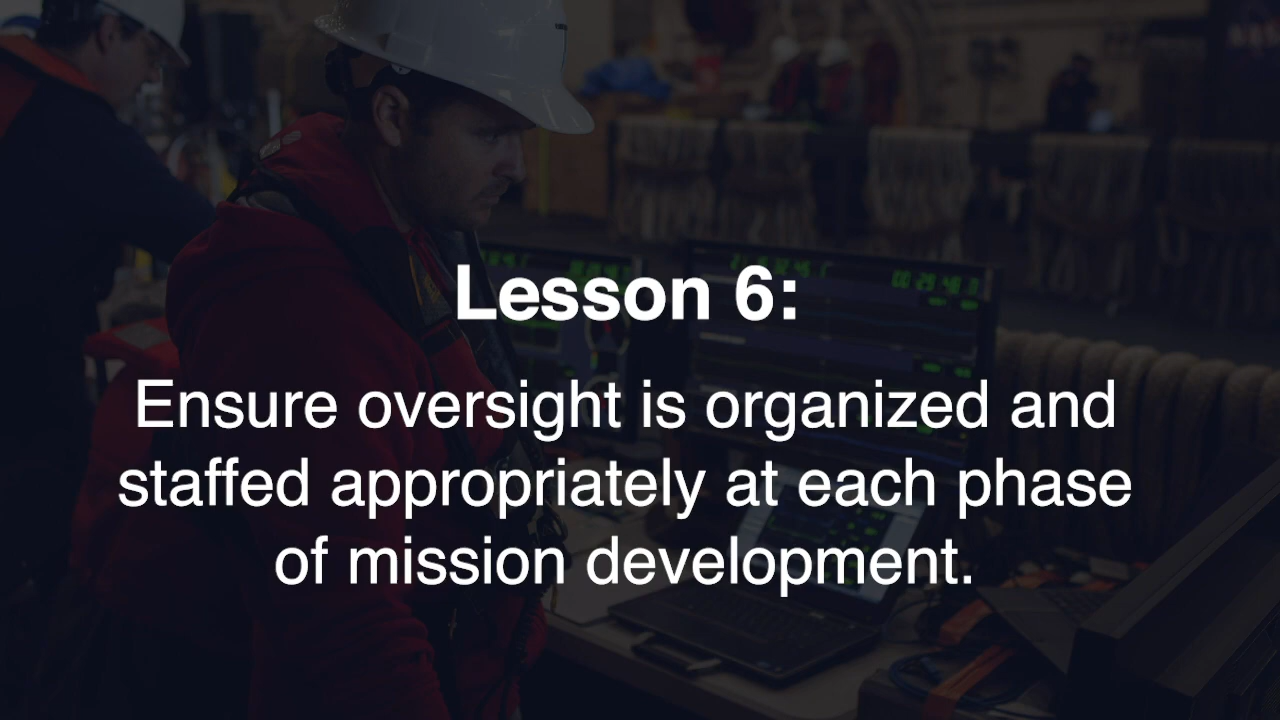 Lesson 6:
Ensure oversight is organized and
staffed appropriately at each phase
of mission development.